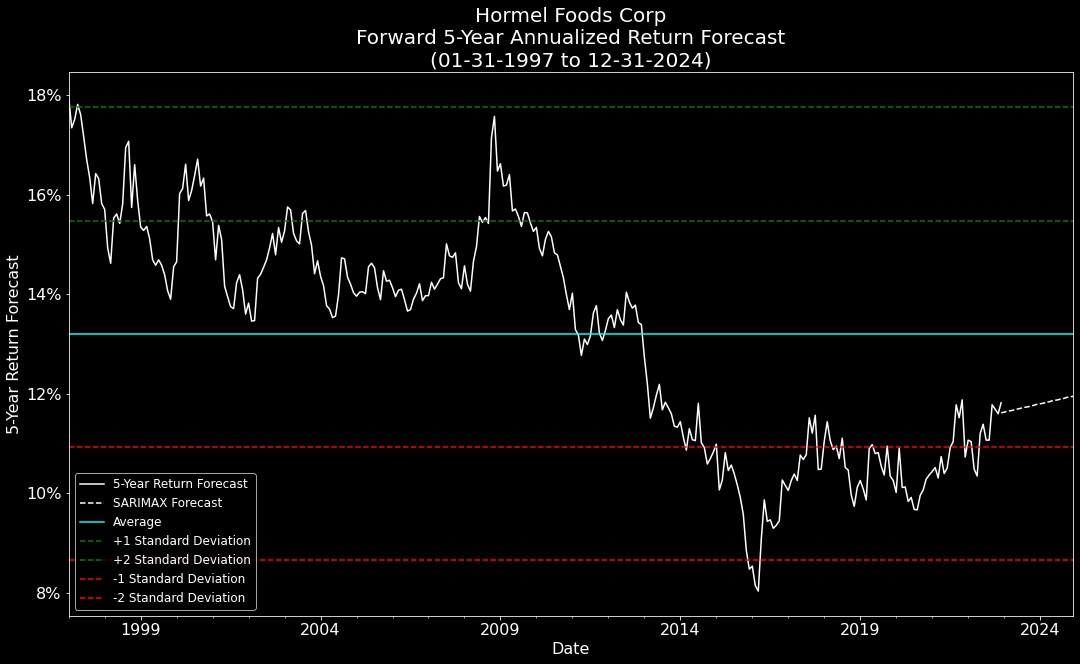 Hormel Foods Corp
Forward 5-Year Annualized Return Forecast
(01-31-1997 to 12-31-2024)
18%
16%
14%
12%
10%
8%
5-Year Return Forecast
5-Year Return Forecast
SARIMAX Forecast
Average
+1 Standard Deviation
+2 Standard Deviation
-1 Standard Deviation
-2 Standard Deviation
1999 2004 2009 2014 2019 2024
Date